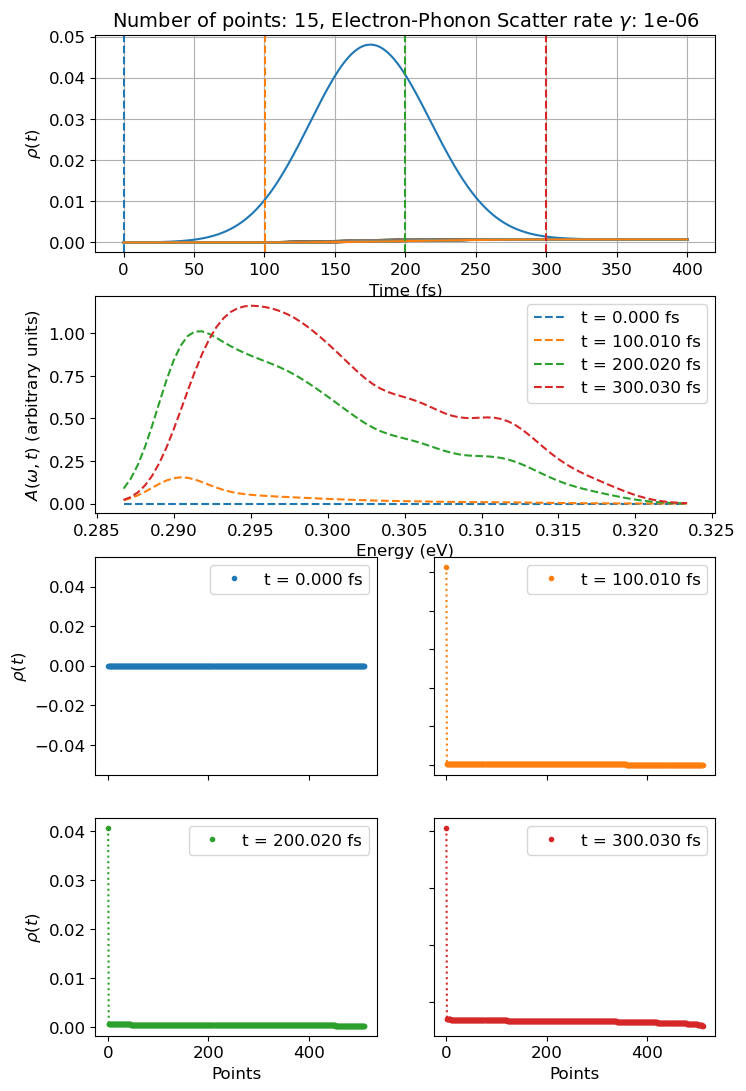 Number of points: 15, Electron-Phonon Scatter rate γ: 1e-06
0.05
0.04
0.03
0.02
0.01
0.00
ρ(t)
0 50 100 150 200 250 300 350 400
Time (fs)
1.00
0.75
0.50
0.25
0.00
A(ω, t) (arbitrary units)
t = 0.000 fs
t = 100.010 fs
t = 200.020 fs
t = 300.030 fs
0.285 0.290 0.295 0.300 0.305 0.310 0.315 0.320 0.325
Energy (eV)
0.04
0.02
0.00
−0.02
−0.04
ρ(t)
t = 0.000 fs
t = 100.010 fs
0.04
0.03
0.02
0.01
0.00
ρ(t)
t = 200.020 fs
0 200 400
Points
t = 300.030 fs
0 200 400
Points